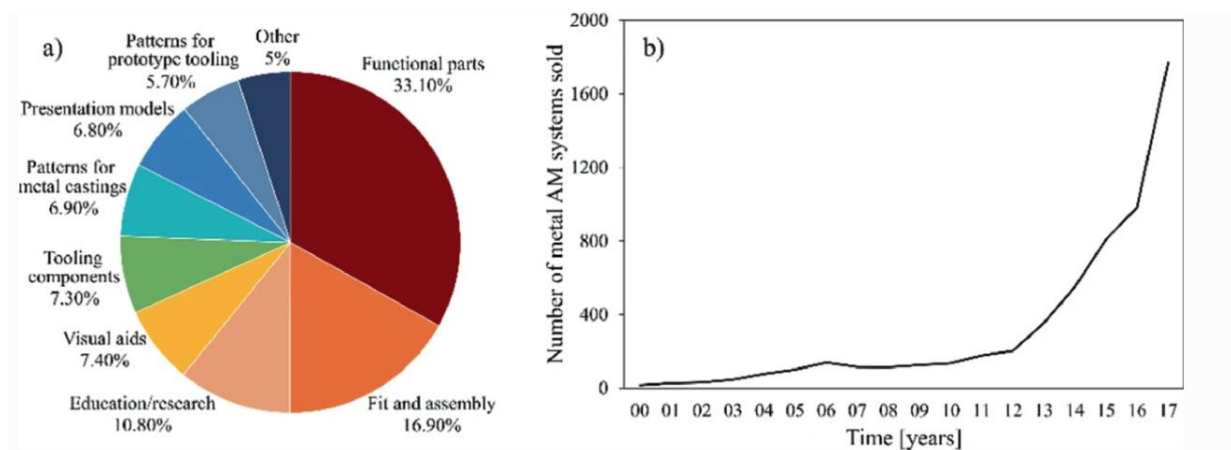 a)
Patterns for
prototype tooling
5.70%
Other
5%
Functional parts
33.10%
Presentation models
6.80%
Patterns for
metal castings
6.90%
Tooling
components
7.30%
Visual aids
7.40%
Education/research
10.80%
Fit and assembly
16.90%
b)
Number of metal AM systems sold
2000
1600
1200
800
400
0
00 01 02 03 04 05 06 07 08 09 10 11 12 13 14 15 16 17
Time [years]